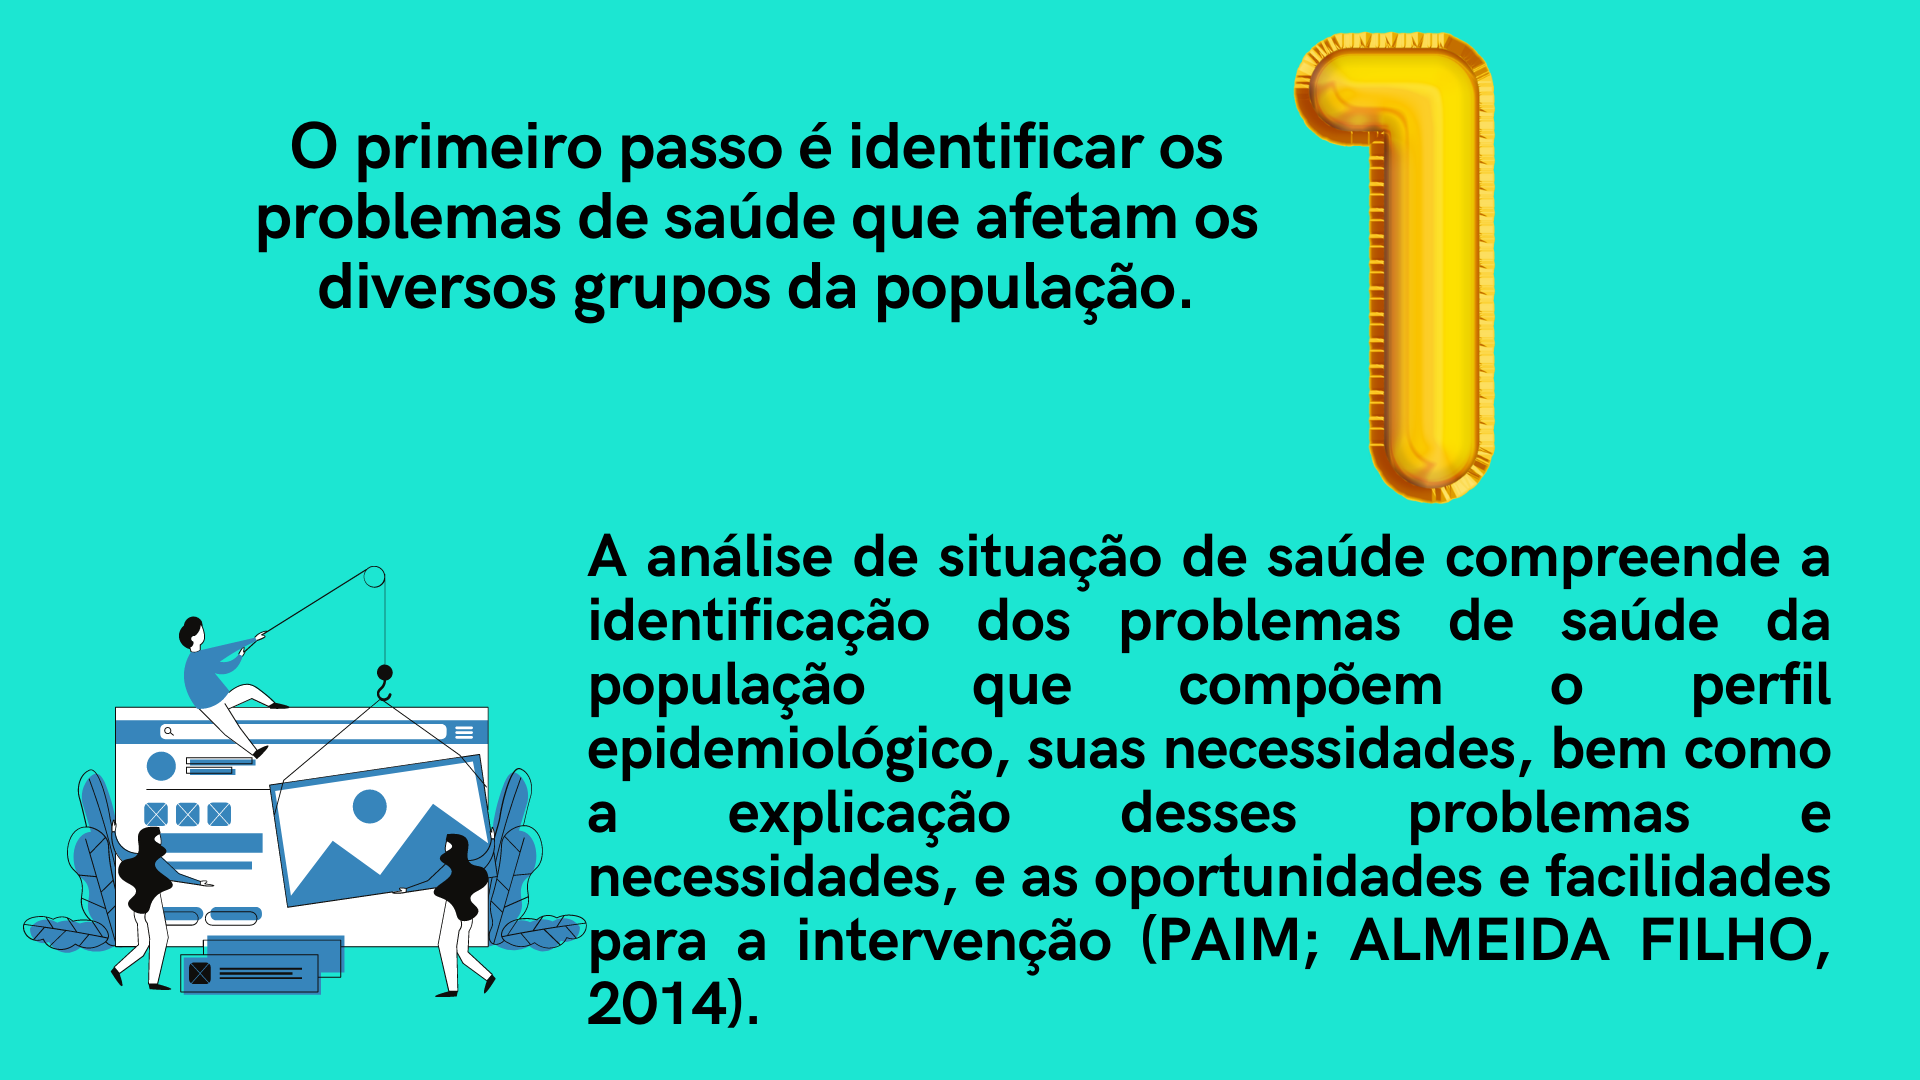 O primeiro passo é identificar os
problemas de saúde que afetam os
diversos grupos da população.
1
A análise de situação de saúde compreende a
identificação dos problemas de saúde da
população que compõem o perfil
epidemiológico, suas necessidades, bem como
a explicação desses problemas e
necessidades, e as oportunidades e facilidades
para a intervenção (PAIM; ALMEIDA FILHO,
2014).